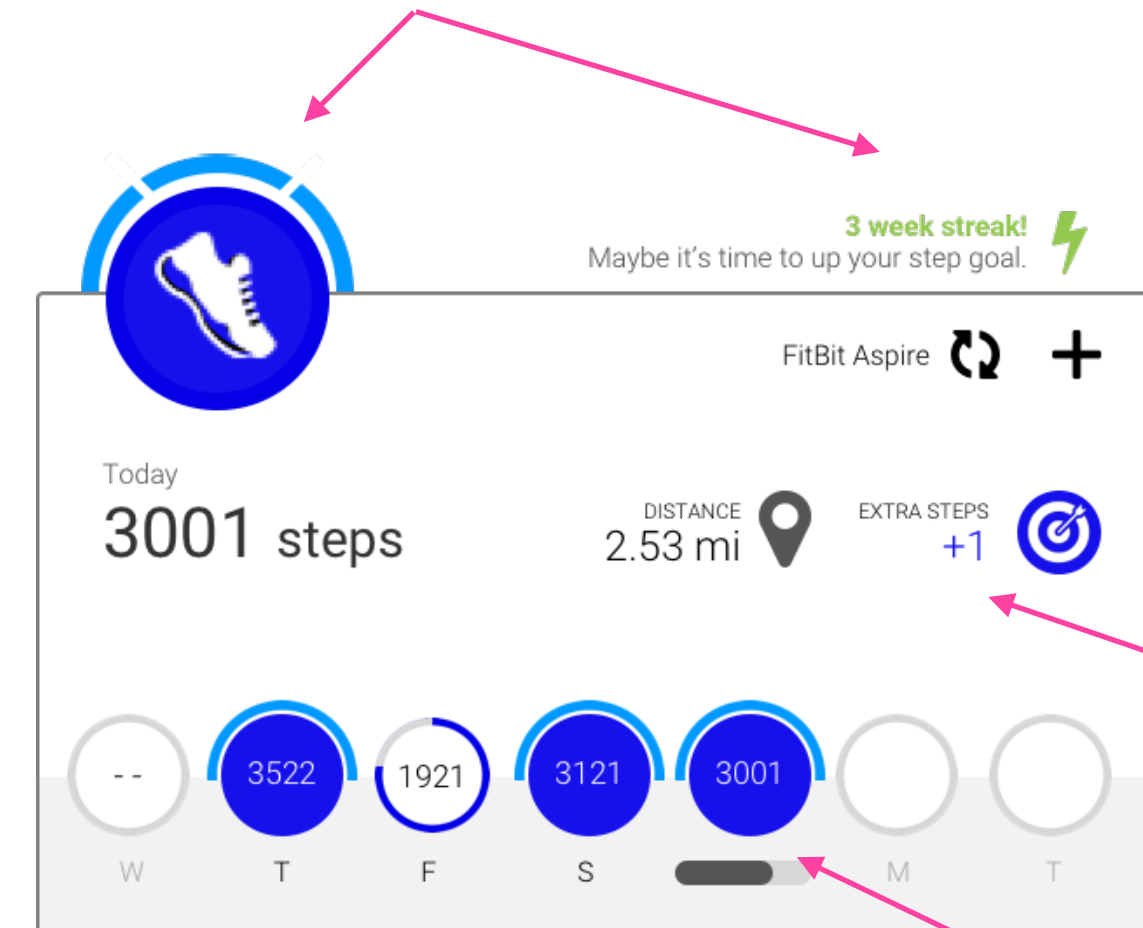 3 week streak!
Maybe it's time to up your step goal.
FitBit Aspire
Today
3001 steps
DISTANCE
2.53 mi
EXTRA STEPS
+1
-- 3522 1921 3121 3001
W T F S M T